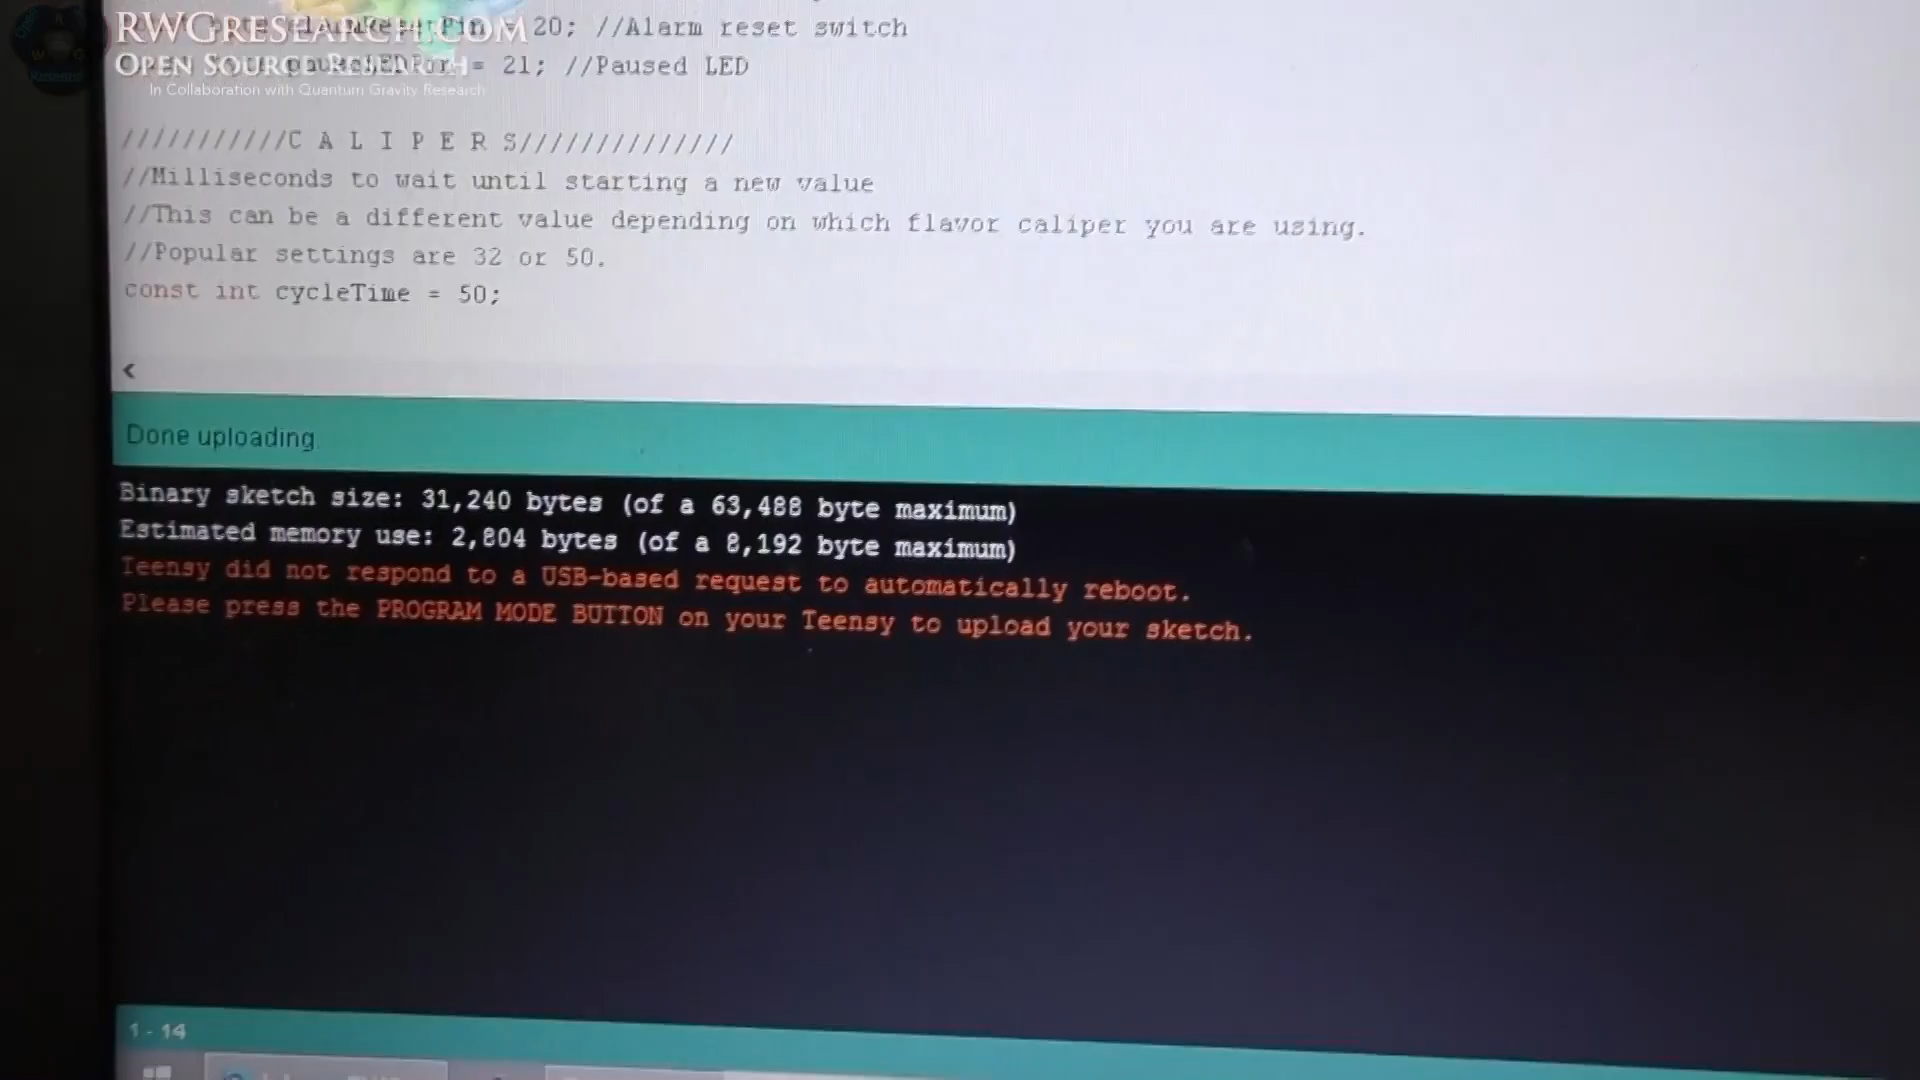 RWGRESEARCH.COM
OPEN SOURCE RESEARCH
In Collaboration with Quantum Gravity Research
= 20; //Alarm reset switch
= 21; //Paused LED
///////////C A L I P E R S//////////////
//Milliseconds to wait until starting a new value
//This can be a different value depending on which flavor caliper you are using.
//Popular settings are 32 or 50.
const int cycleTime = 50;
<
Done uploading.
Binary sketch size: 31,240 bytes (of a 63,488 byte maximum)
Estimated memory use: 2,804 bytes (of a 8,192 byte maximum)
Teensy did not respond to a USB-based request to automatically reboot.
Please press the PROGRAM MODE BUTTON on your Teensy to upload your sketch.
1 - 14